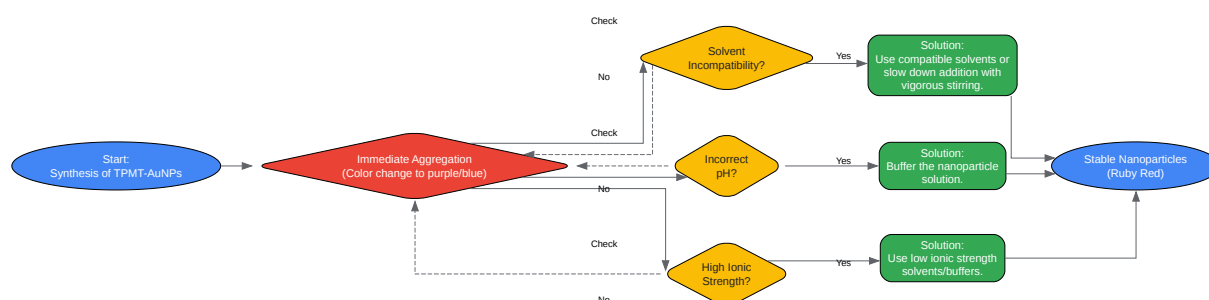 Start:
Synthesis of TPMT-AuNPs
Immediate Aggregation
(Color change to purple/blue)
Check
No
Check
No
Check
No
Solvent
Incompatibility?
Yes
Solution:
Use compatible solvents or
slow down addition with
vigorous stirring.
Incorrect
pH?
Yes
Solution:
Buffer the nanoparticle
solution.
High Ionic
Strength?
Yes
Solution:
Use low ionic strength
solvents/buffers.
Stable Nanoparticles
(Ruby Red)